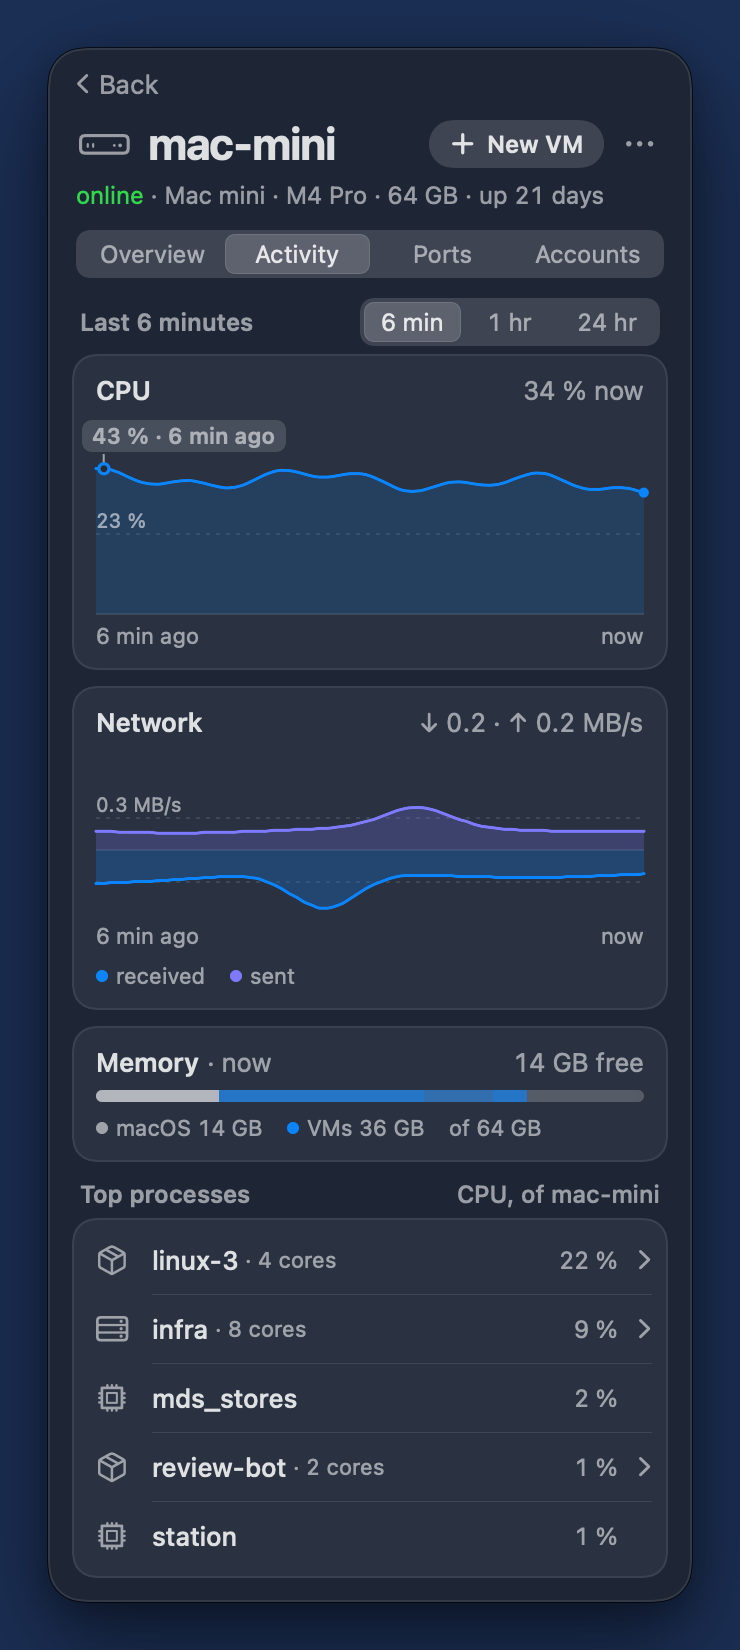 Back
mac-mini
+ New VM ···
online · Mac mini · M4 Pro · 64 GB · up 21 days
Overview Activity Ports Accounts
Last 6 minutes 6 min 1 hr 24 hr
CPU 34 % now
43 % · 6 min ago
23 %
6 min ago now
Network ↓ 0.2 · ↑ 0.2 MB/s
0.3 MB/s
6 min ago now
received sent
Memory · now 14 GB free
macOS 14 GB VMs 36 GB of 64 GB
Top processes CPU, of mac-mini
linux-3 · 4 cores 22 %
infra · 8 cores 9 %
mds_stores 2 %
review-bot · 2 cores 1 %
station 1 %